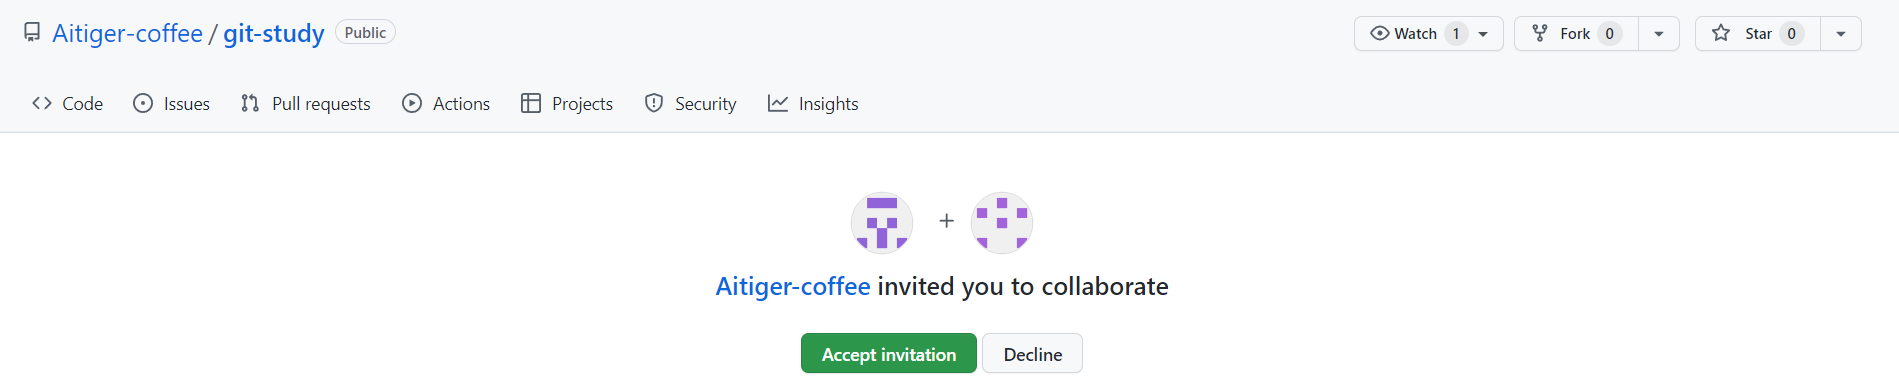 Aitiger-coffee / git-study Public Watch 1 Fork 0 Star 0
Code Issues Pull requests Actions Projects Security Insights
+
Aitiger-coffee invited you to collaborate
Accept invitation Decline